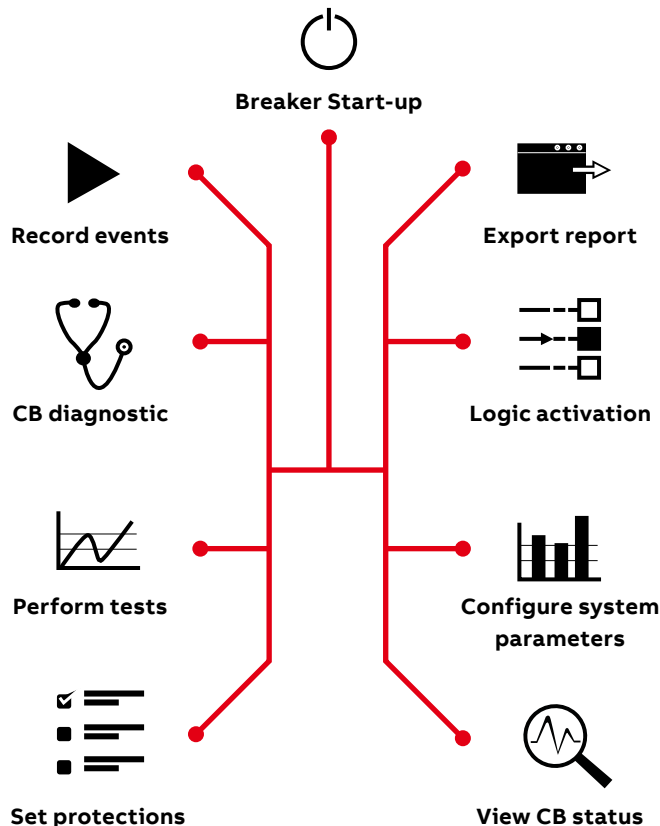 Breaker Start-up
Record events
Export report
CB diagnostic
Logic activation
Perform tests
Configure system
parameters
Set protections
View CB status